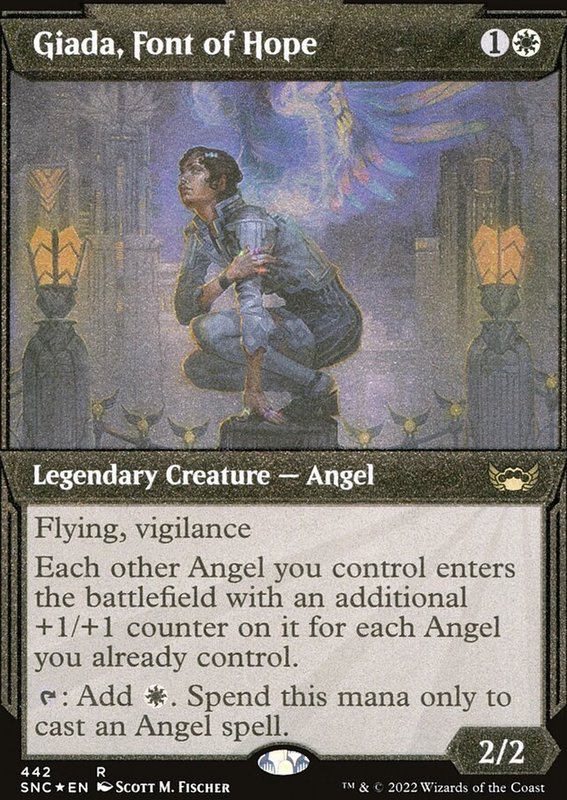 Giada, Font of Hope 1
Legendary Creature — Angel
Flying, vigilance
Each other Angel you control enters
the battlefield with an additional
+1/+1 counter on it for each Angel
you already control.
: Add . Spend this mana only to
cast an Angel spell.
2/2
442 R
SNC★EN Scott M. Fischer
™ & © 2022 Wizards of the Coast